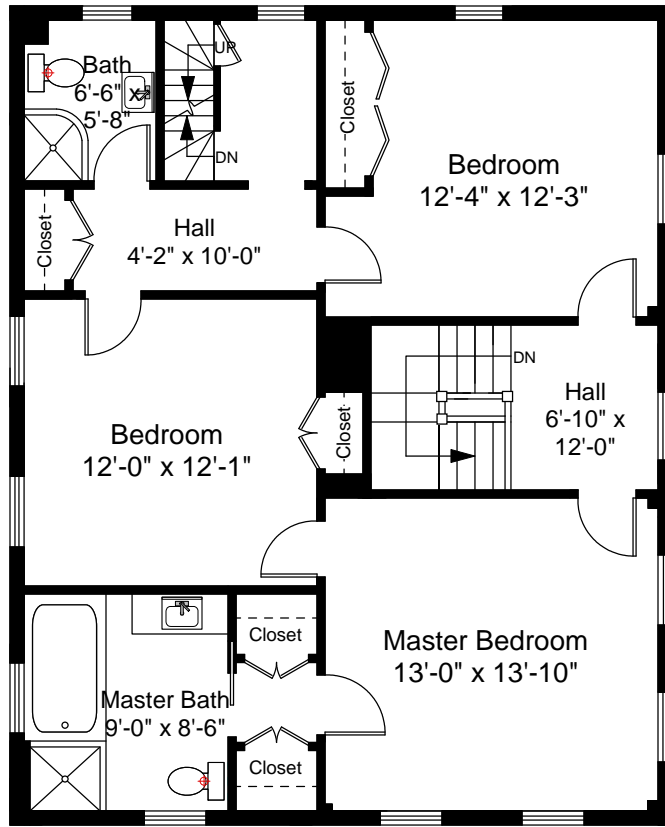 Bath
6'-6" x
5'-8"
UP
DN
Closet
Bedroom
12'-4" x 12'-3"
Closet
Hall
4'-2" x 10'-0"
DN
Hall
6'-10" x
12'-0"
Bedroom
12'-0" x 12'-1"
Closet
Closet
Master Bedroom
13'-0" x 13'-10"
Master Bath
9'-0" x 8'-6"
Closet